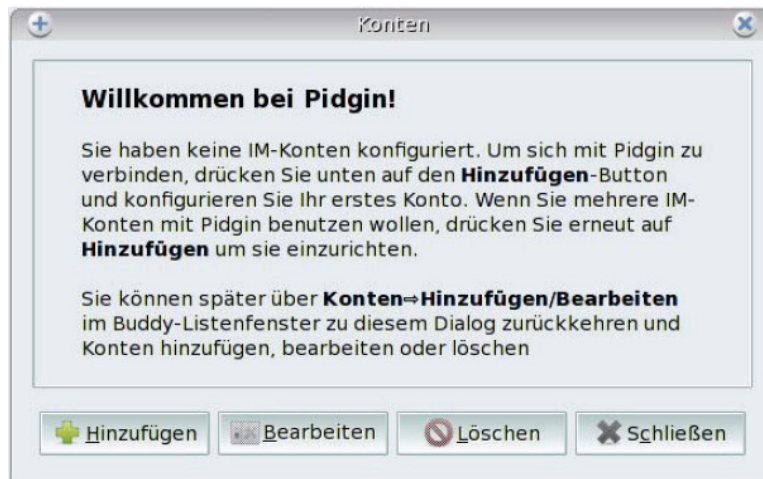 Konten
Willkommen bei Pidgin!
Sie haben keine IM-Konten konfiguriert. Um sich mit Pidgin zu
verbinden, drücken Sie unten auf den Hinzufügen-Button
und konfigurieren Sie Ihr erstes Konto. Wenn Sie mehrere IM-
Konten mit Pidgin benutzen wollen, drücken Sie erneut auf
Hinzufügen um sie einzurichten.
Sie können später über Konten⇨Hinzufügen/Bearbeiten
im Buddy-Listenfenster zu diesem Dialog zurückkehren und
Konten hinzufügen, bearbeiten oder löschen
Hinzufügen Bearbeiten Löschen Schließen